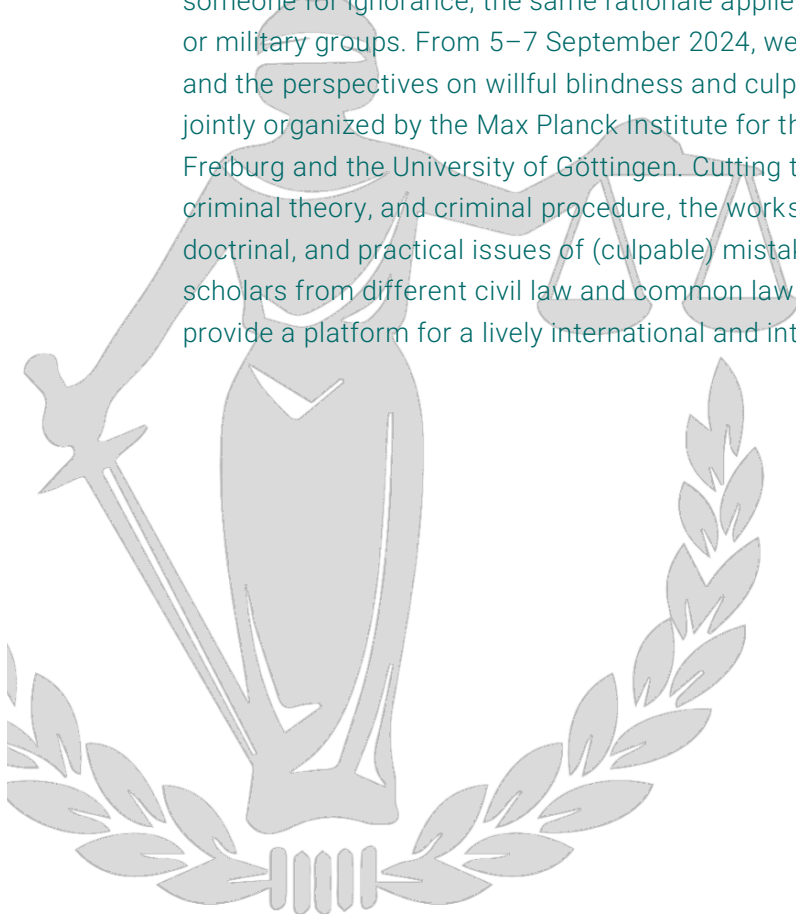 someone for ignorance, the same rationale applie
or military groups. From 5–7 September 2024, we
and the perspectives on willful blindness and culp
jointly organized by the Max Planck Institute for th
Freiburg and the University of Göttingen. Cutting t
criminal theory, and criminal procedure, the works
doctrinal, and practical issues of (culpable) mistak
scholars from different civil law and common law
provide a platform for a lively international and int